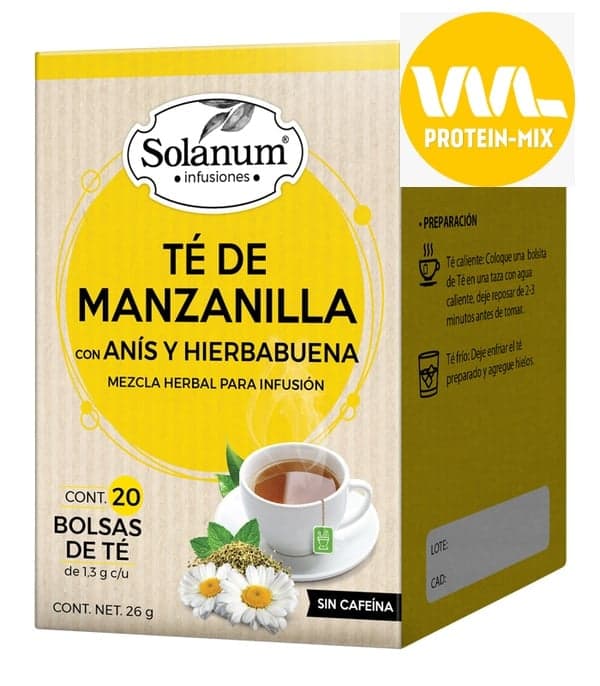 Solanum®
• infusiones •
TÉ DE
MANZANILLA
CON ANÍS Y HIERBABUENA
MEZCLA HERBAL PARA INFUSIÓN
CONT. 20
BOLSAS
DE TÉ
de 1,3 g c/u
CONT. NET. 26 g
SIN CAFEÍNA
PROTEIN-MIX
• PREPARACIÓN
Té caliente: Coloque una bolsita
de Té en una taza con agua
caliente, deje reposar de 2-3
minutos antes de tomar.
Té frío: Deje enfriar el té
preparado y agregue hielos.
LOTE:
CAD: